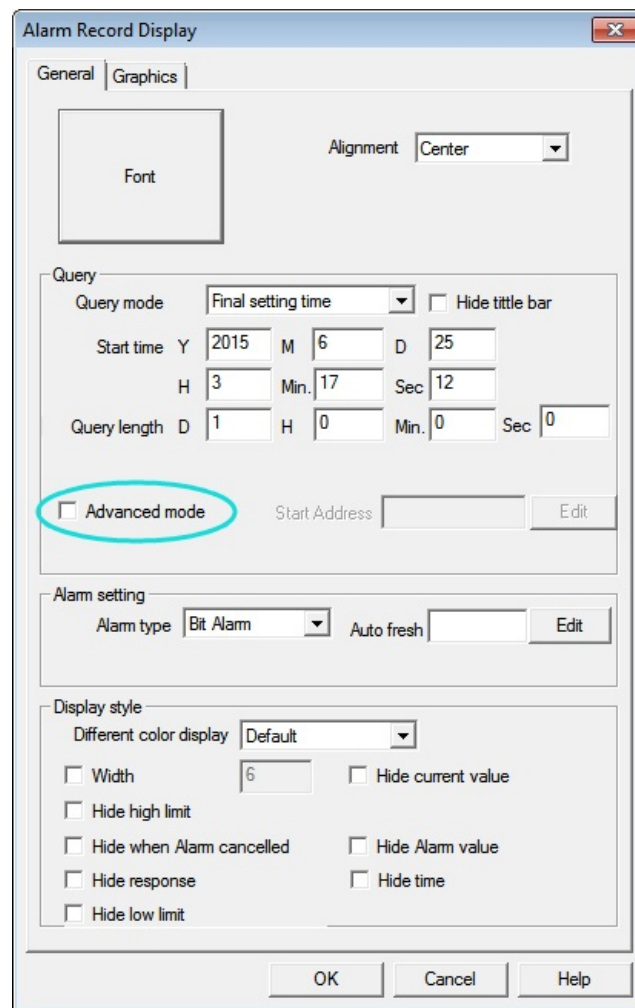 Alarm Record Display
General Graphics
Font
Alignment Center
Query
Query mode Final setting time Hide tittle bar
Start time Y 2015 M 6 D 25
H 3 Min. 17 Sec 12
Query length D 1 H 0 Min. 0 Sec 0
Advanced mode Start Address Edit
Alarm setting
Alarm type Bit Alarm Auto fresh Edit
Display style
Different color display Default
Width 6 Hide current value
Hide high limit
Hide when Alarm cancelled Hide Alarm value
Hide response Hide time
Hide low limit
OK Cancel Help